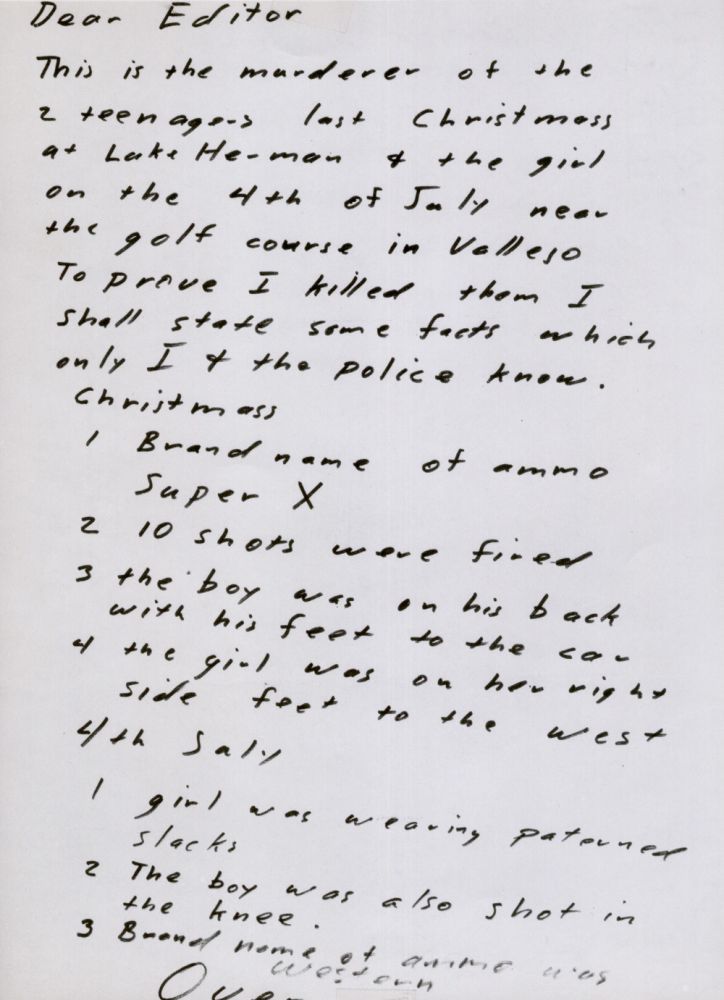 Dear Editor
This is the murderer of the
2 teenagers last Christmass
at Lake Herman & the girl
on the 4th of July near
the golf course in Vallejo
To prove I killed them I
shall state some facts which
only I & the police know.
Christmass
1 Brand name of ammo
Super X
2 10 shots were fired
3 the boy was on his back
with his feet to the car
4 the girl was on her right
side feet to the west
4th July
1 girl was wearing paterned
slacks
2 The boy was also shot in
the knee.
3 Brand name of ammo was
Western
Over